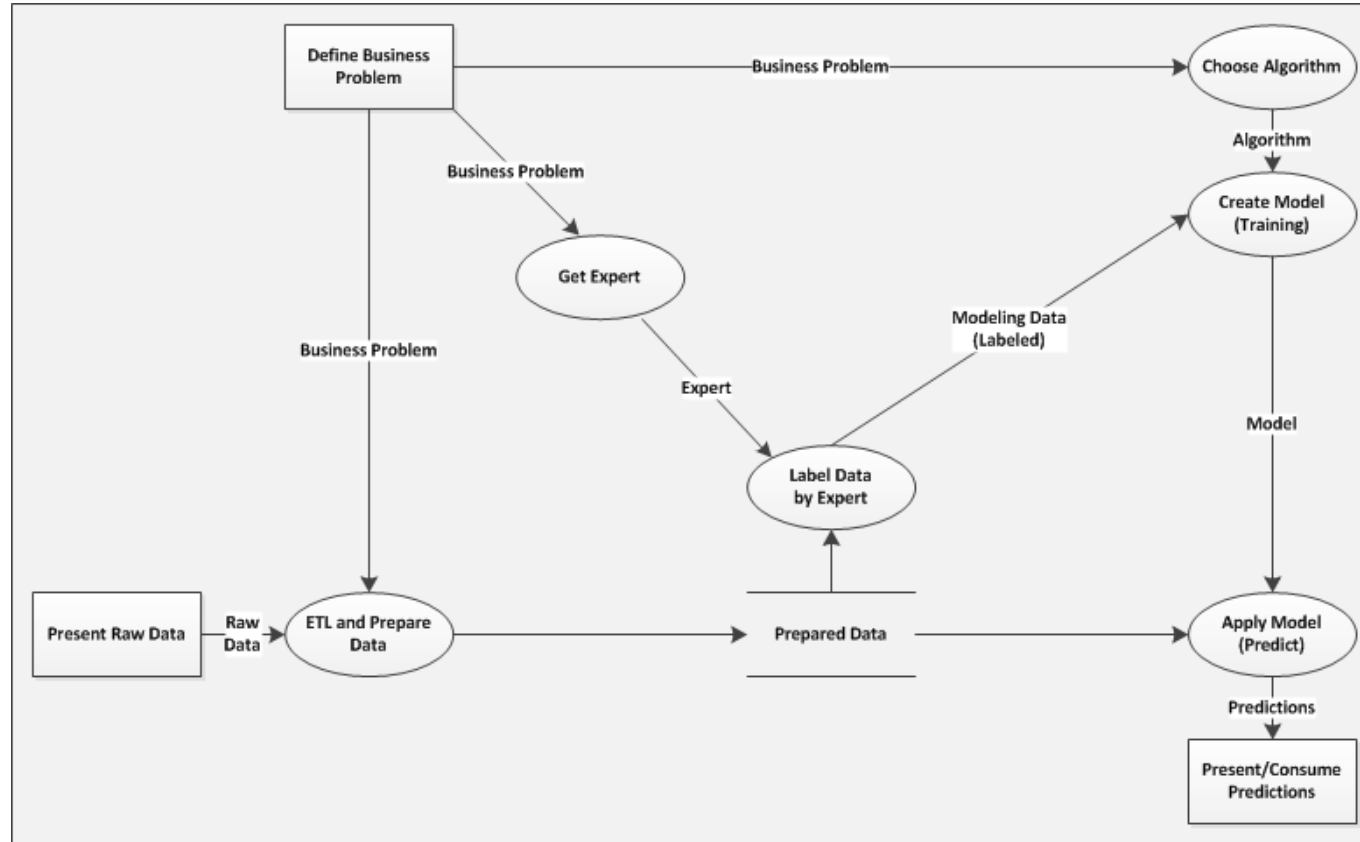 Define Business
Problem
Business Problem
Choose Algorithm
Algorithm
Business Problem
Create Model
(Training)
Get Expert
Modeling Data
(Labeled)
Business Problem
Expert
Model
Label Data
by Expert
Present Raw Data
Raw
Data
ETL and Prepare
Data
Prepared Data
Apply Model
(Predict)
Predictions
Present/Consume
Predictions